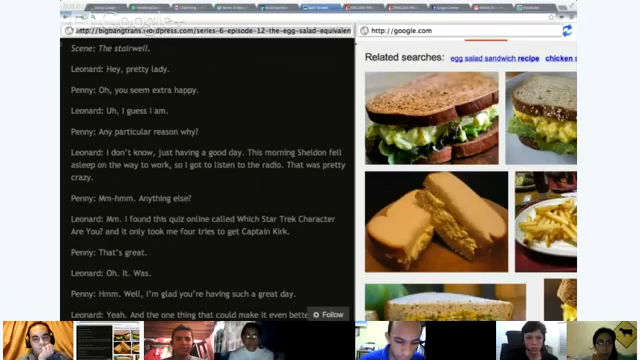 http://bigbangtrans.wordpress.com/series-6-episode-12-the-egg-salad-equivalen
http://google.com
Scene: The stairwell.
Leonard: Hey, pretty lady.
Penny: Oh, you seem extra happy.
Leonard: Uh, I guess I am.
Penny: Any particular reason why?
Leonard: I don't know, just having a good day. This morning Sheldon fell
asleep on the way to work, so I got to listen to the radio. That was pretty
crazy.
Penny: Mm-hmm. Anything else?
Leonard: Mm. I found this quiz online called Which Star Trek Character
Are You? and it only took me four tries to get Captain Kirk.
Penny: That's great.
Leonard: Oh. It. Was.
Penny: Hmm. Well, I'm glad you're having such a great day.
Leonard: Yeah. And the one thing that could make it even bette
Follow
Related searches: egg salad sandwich recipe chicken s